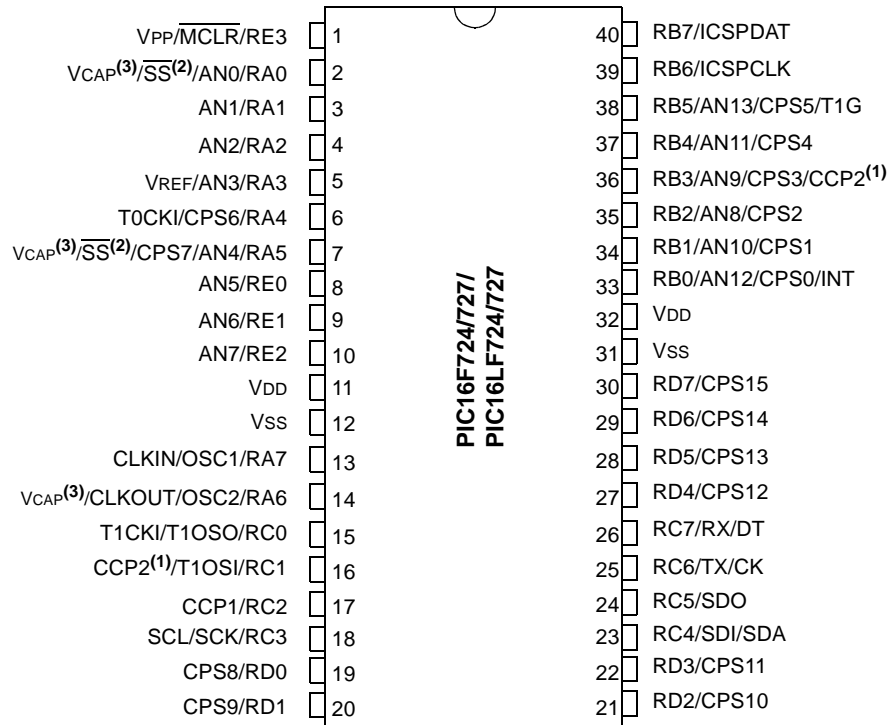 VPP/MCLR/RE3 1
VCAP(3)/SS(2)/AN0/RA0 2
AN1/RA1 3
AN2/RA2 4
VREF/AN3/RA3 5
T0CKI/CPS6/RA4 6
VCAP(3)/SS(2)/CPS7/AN4/RA5 7
AN5/RE0 8
AN6/RE1 9
AN7/RE2 10
VDD 11
VSS 12
CLKIN/OSC1/RA7 13
VCAP(3)/CLKOUT/OSC2/RA6 14
T1CKI/T1OSO/RC0 15
CCP2(1)/T1OSI/RC1 16
CCP1/RC2 17
SCL/SCK/RC3 18
CPS8/RD0 19
CPS9/RD1 20
PIC16F724/727/
PIC16LF724/727
40 RB7/ICSPDAT
39 RB6/ICSPCLK
38 RB5/AN13/CPS5/T1G
37 RB4/AN11/CPS4
36 RB3/AN9/CPS3/CCP2(1)
35 RB2/AN8/CPS2
34 RB1/AN10/CPS1
33 RB0/AN12/CPS0/INT
32 VDD
31 VSS
30 RD7/CPS15
29 RD6/CPS14
28 RD5/CPS13
27 RD4/CPS12
26 RC7/RX/DT
25 RC6/TX/CK
24 RC5/SDO
23 RC4/SDI/SDA
22 RD3/CPS11
21 RD2/CPS10